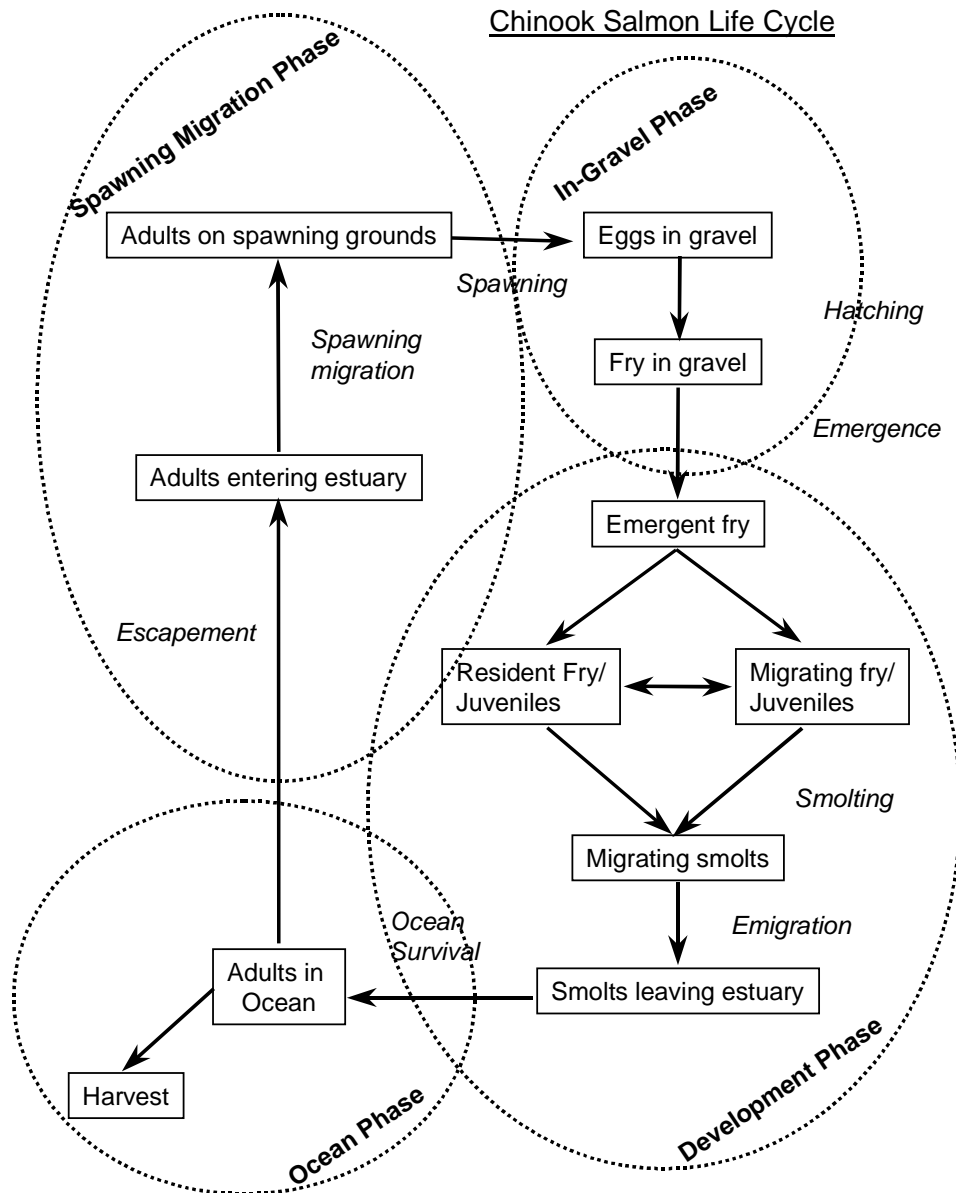 Chinook Salmon Life Cycle
Spawning Migration Phase
In-Gravel Phase
Adults on spawning grounds
Eggs in gravel
Spawning
Hatching
Spawning
migration
Fry in gravel
Emergence
Adults entering estuary
Emergent fry
Escapement
Resident Fry/
Juveniles
Migrating fry/
Juveniles
Smolting
Migrating smolts
Ocean
Survival
Emigration
Adults in
Ocean
Smolts leaving estuary
Harvest
Ocean Phase
Development Phase